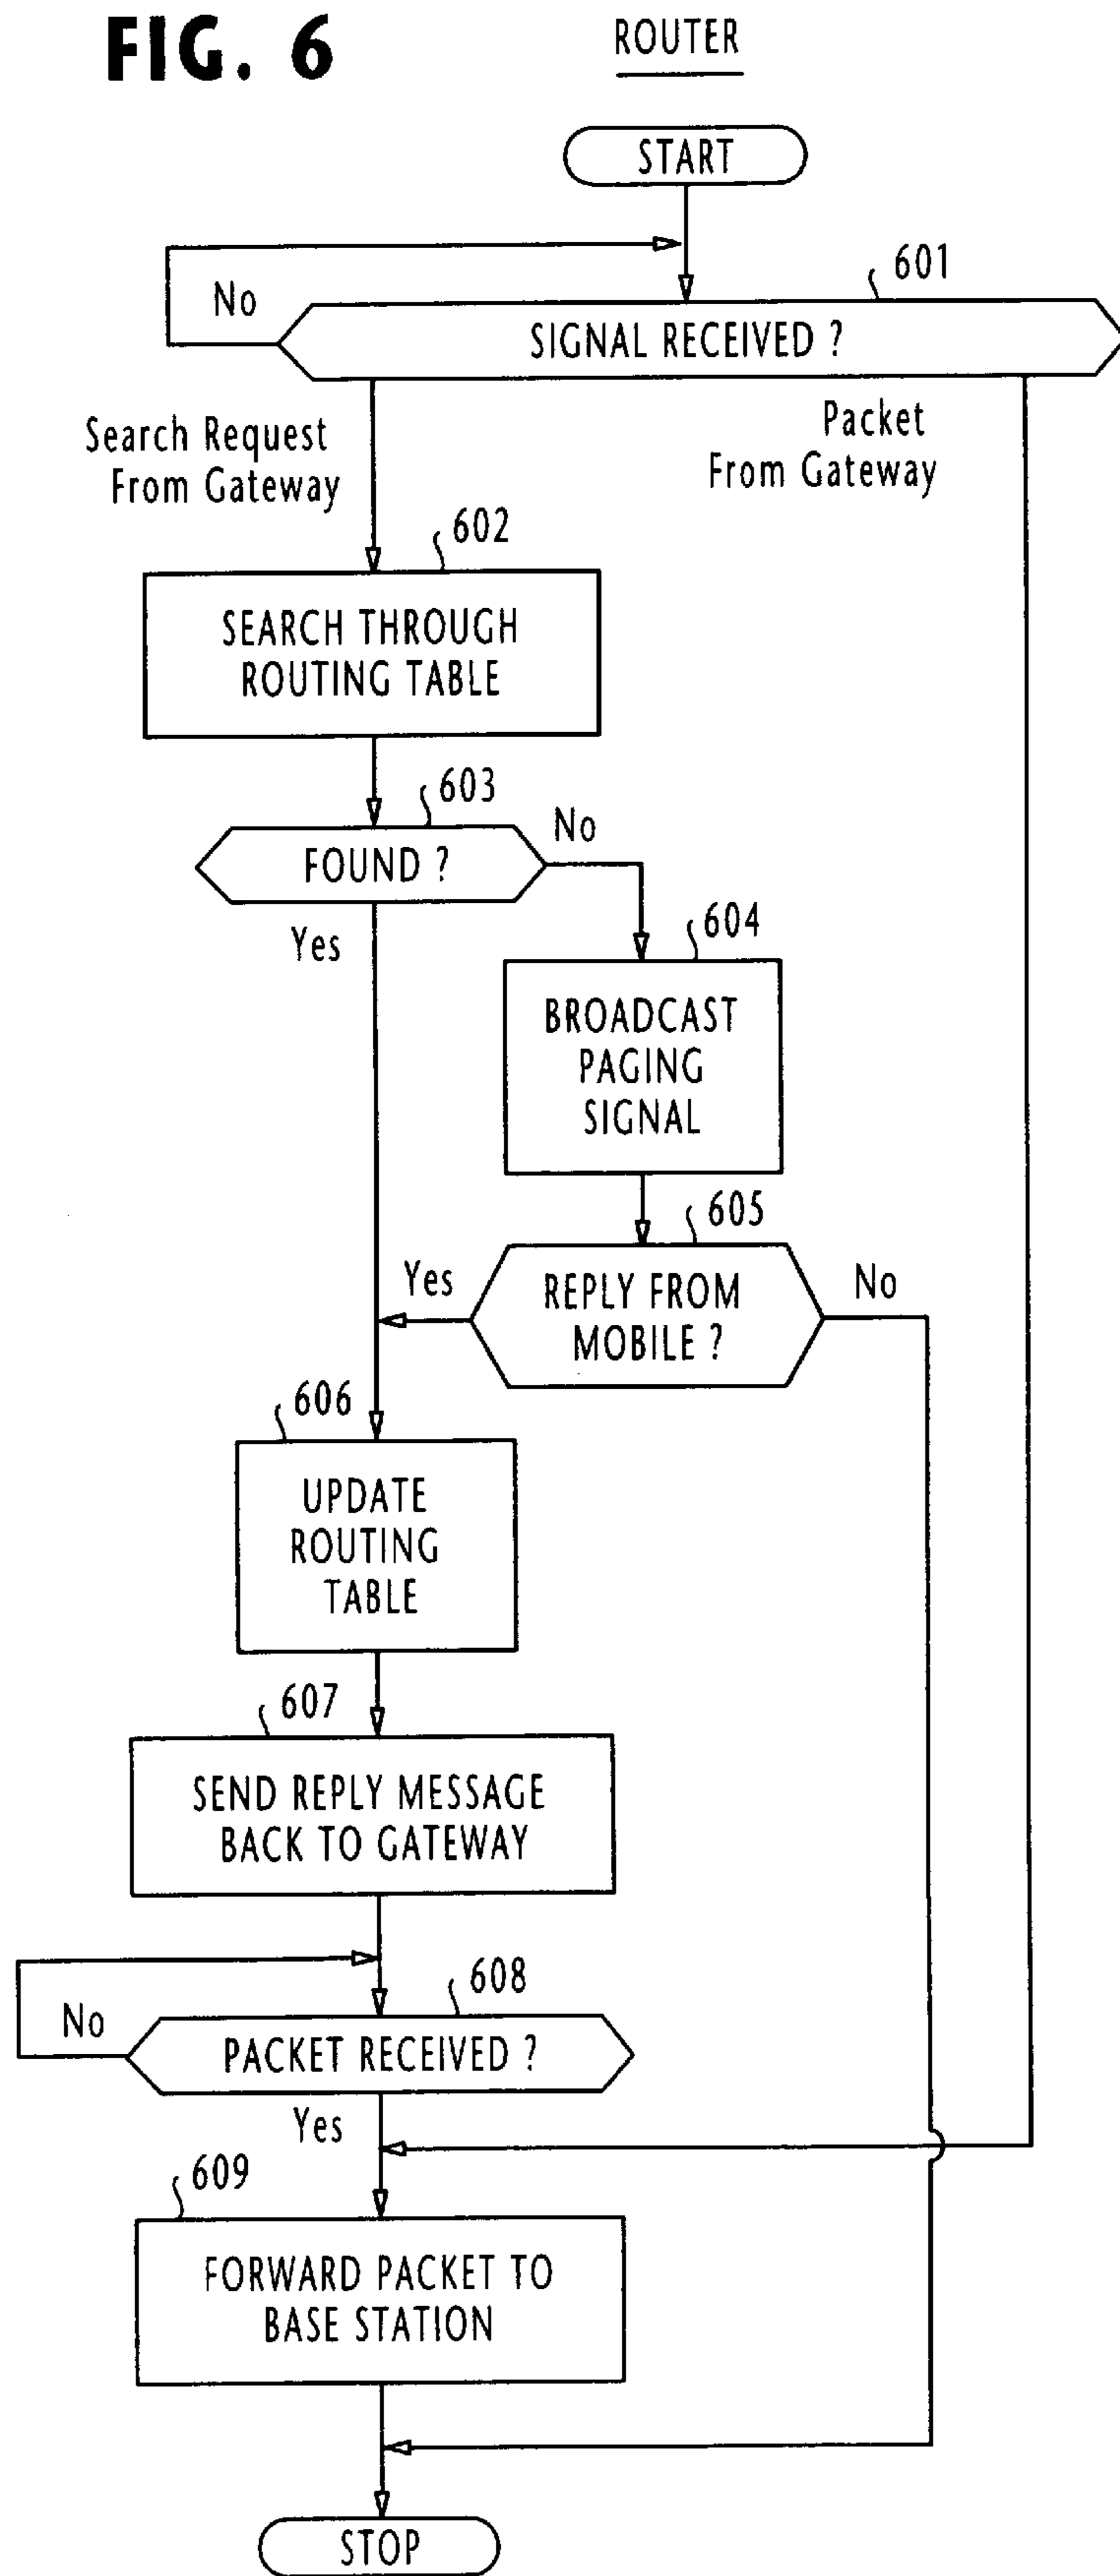 FIG. 6
ROUTER
START
601
No
SIGNAL RECEIVED ?
Search Request
From Gateway
Packet
From Gateway
602
SEARCH THROUGH
ROUTING TABLE
603
No
FOUND ?
Yes
604
BROADCAST
PAGING
SIGNAL
605
Yes
REPLY FROM
MOBILE ?
No
606
UPDATE
ROUTING
TABLE
607
SEND REPLY MESSAGE
BACK TO GATEWAY
608
No
PACKET RECEIVED ?
Yes
609
FORWARD PACKET TO
BASE STATION
STOP